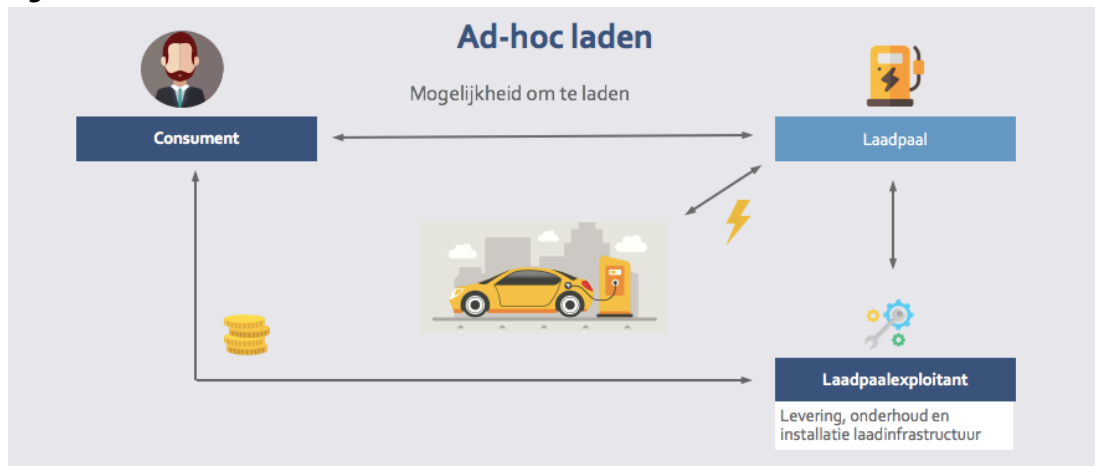 Ad-hoc laden
Mogelijkheid om te laden
Consument
Laadpaal
Laadpaalexploitant
Levering, onderhoud en
installatie laadinfrastructuur